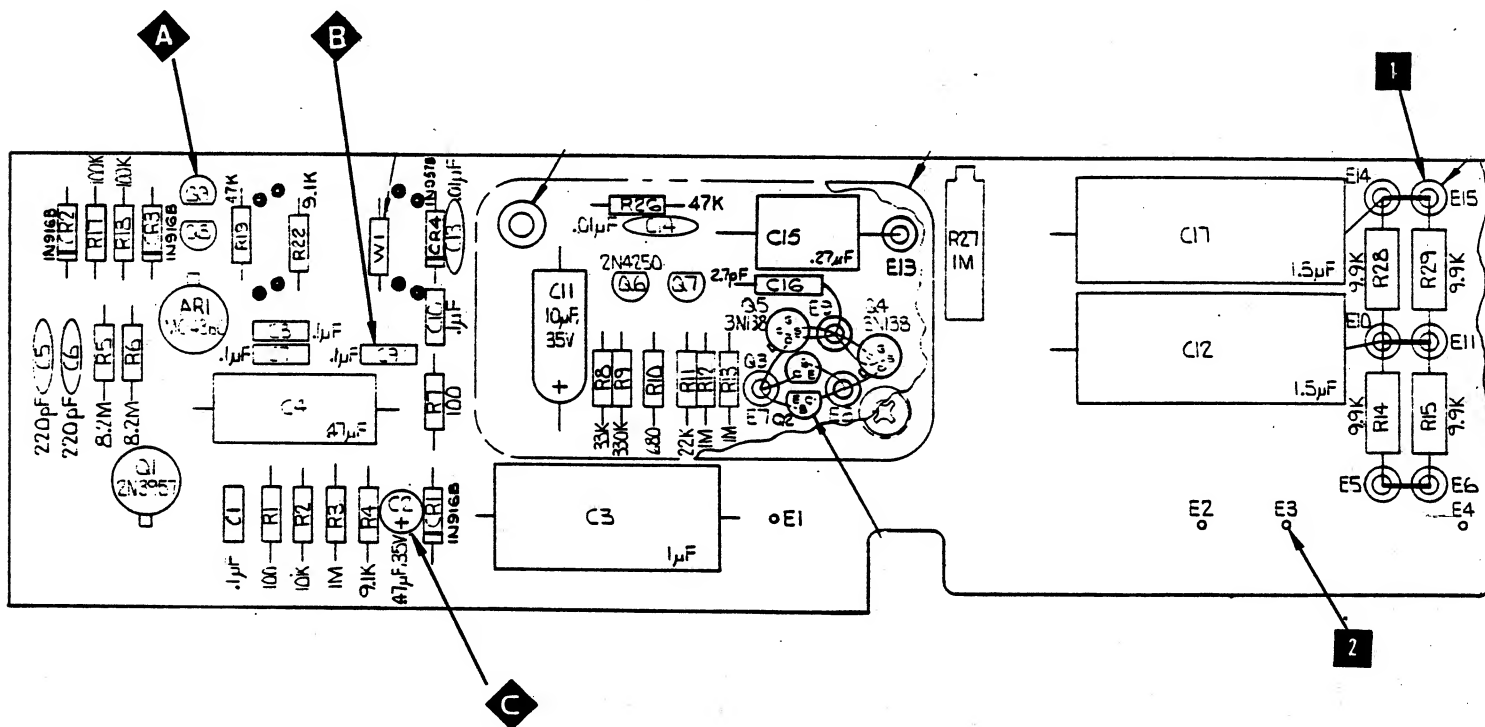 A
B
1
100K
100K
47K
9.1K
IN957B
.01µF
IN916B
CR2
R17
R18
CR3
IN916B
R19
R22
W1
CR4
C13
AR1
220pF
C5
220pF
C6
R5
8.2M
R6
8.2M
.1µF
.1µF
.1µF
C10
.1µF
C4
.47µF
R7
100
Q1
2N3957
C1
.1µF
R1
100
R2
10K
R3
1M
R4
9.1K
.47µF,35V
+
CR1
IN916B
C
R26
47K
.01µF
C14
C15
.27µF
E13
2N4250
Q6
Q7
2.7pF
C16
C11
10µF,
35V
+
Q5
3N138
E9
Q4
3N138
R8
33K
R9
330K
R10
680
R11
22K
R12
1M
R13
1M
Q3
E7
Q2
C3
1µF
E1
R27
1M
C17
1.5µF
C12
1.5µF
E14
E15
9.9K
R28
R29
9.9K
E10
E11
9.9K
R14
R15
9.9K
E5
E6
E2
E3
E4
2